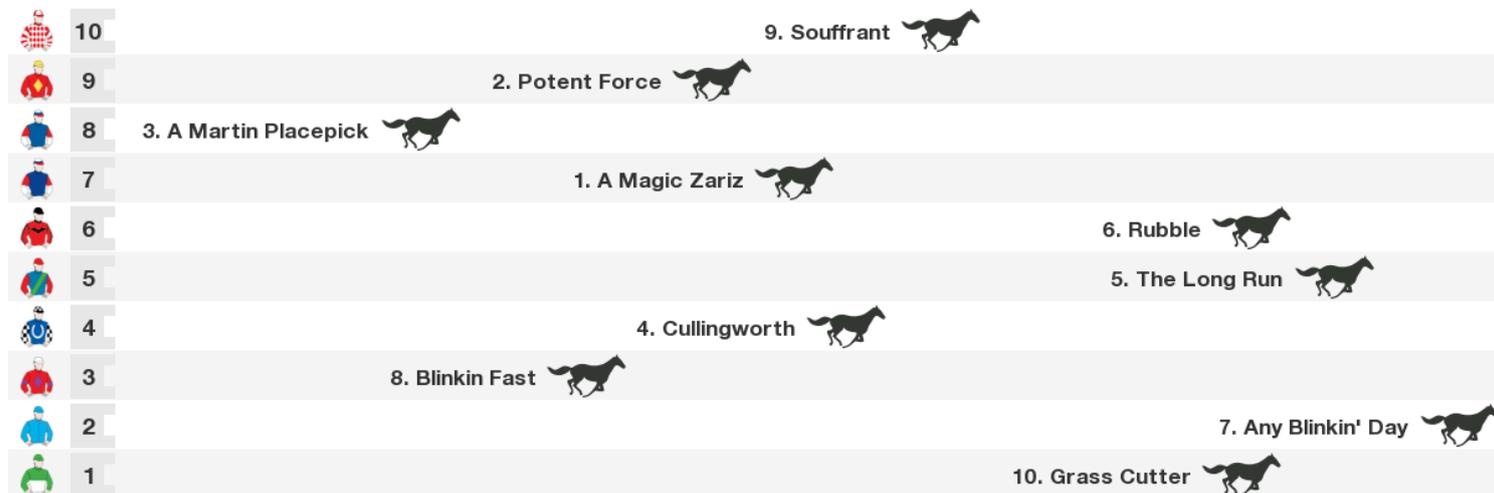 10 9. Souffrant
9 2. Potent Force
8 3. A Martin Placepick
7 1. A Magic Zariz
6 6. Rubble
5 5. The Long Run
4 4. Cullingworth
3 8. Blinkin Fast
2 7. Any Blinkin' Day
1 10. Grass Cutter